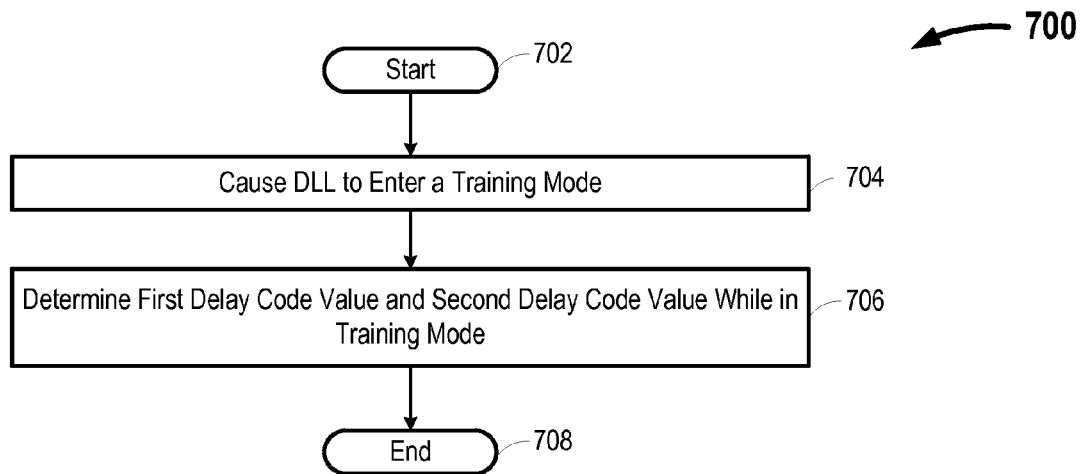 700
Start
702
Cause DLL to Enter a Training Mode
704
Determine First Delay Code Value and Second Delay Code Value While in
Training Mode
706
End
708